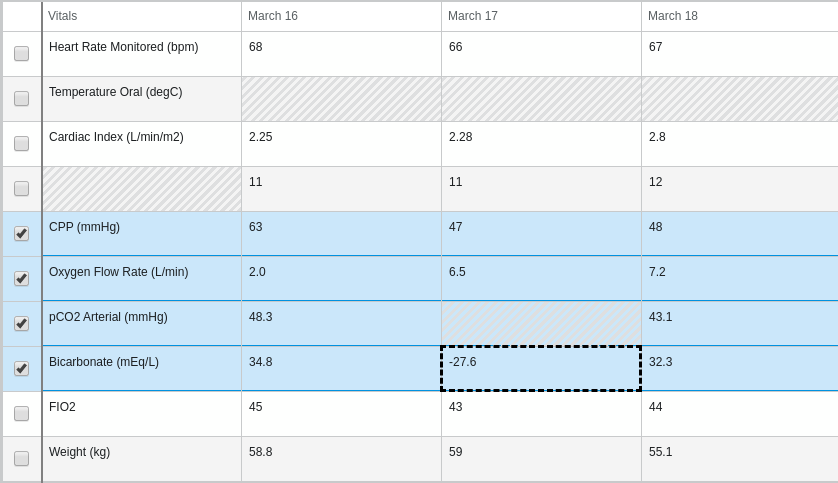 Vitals March 16 March 17 March 18
Heart Rate Monitored (bpm) 68 66 67
Temperature Oral (degC)
Cardiac Index (L/min/m2) 2.25 2.28 2.8
11 11 12
CPP (mmHg) 63 47 48
Oxygen Flow Rate (L/min) 2.0 6.5 7.2
pCO2 Arterial (mmHg) 48.3 43.1
Bicarbonate (mEq/L) 34.8 -27.6 32.3
FIO2 45 43 44
Weight (kg) 58.8 59 55.1